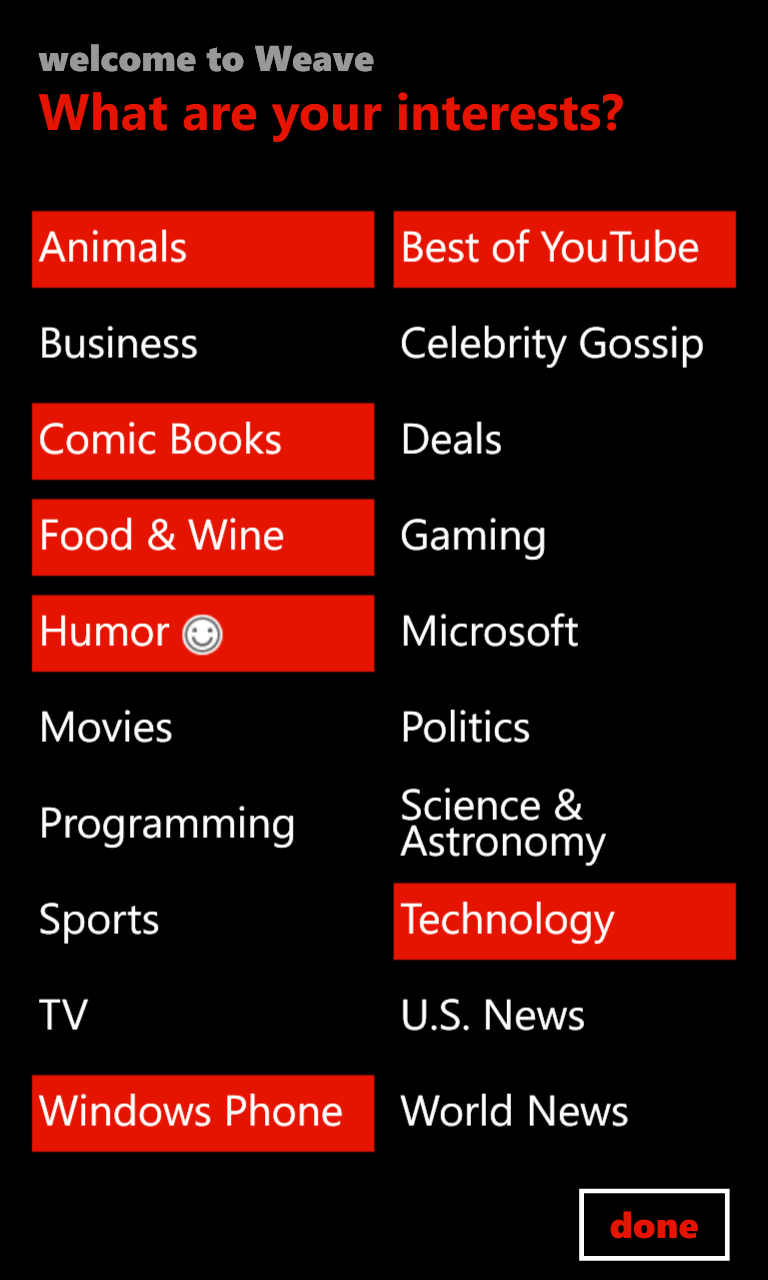 welcome to Weave
What are your interests?
Animals
Best of YouTube
Business
Celebrity Gossip
Comic Books
Deals
Food & Wine
Gaming
Humor
Microsoft
Movies
Politics
Programming
Science &
Astronomy
Sports
Technology
TV
U.S. News
Windows Phone
World News
done